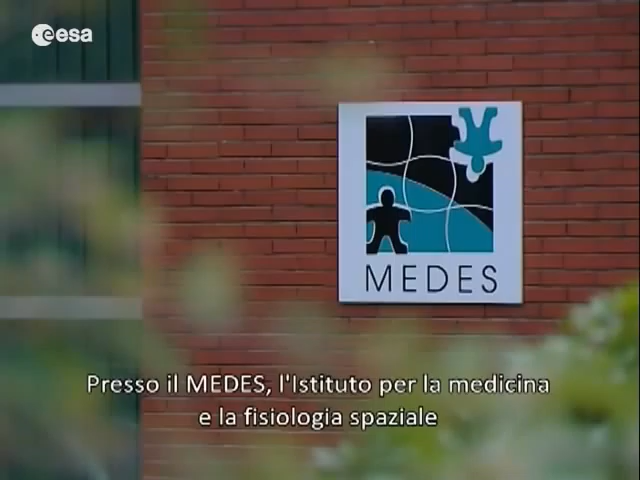 esa
MEDES
Presso il MEDES, l'Istituto per la medicina
e la fisiologia spaziale